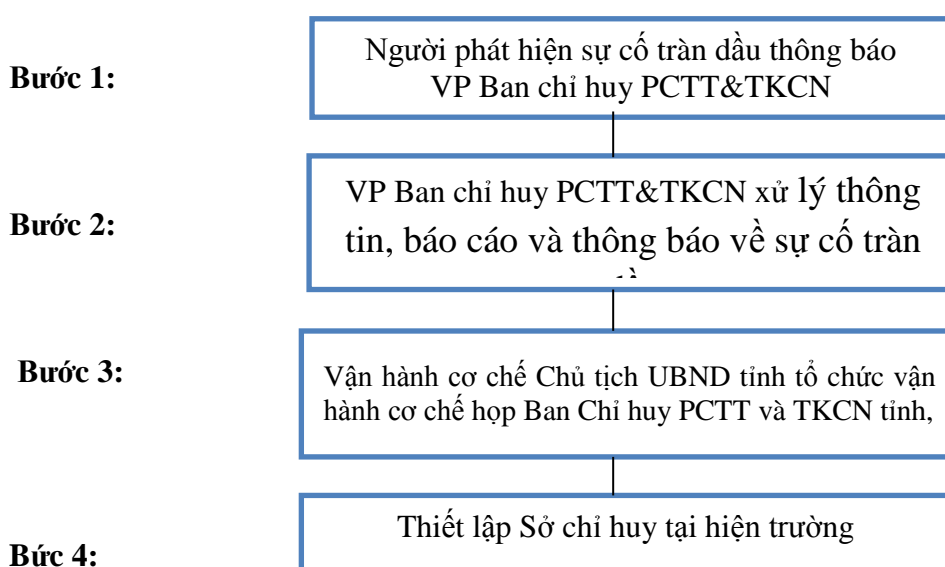 Người phát hiện sự cố tràn dầu thông báo
Bước 1:
VP Ban chỉ huy PCTT&TKCN
VP Ban chỉ huy PCTT&TKCN xử lý thông
Bước 2:
tin, báo cáo và thông báo về sự cố tràn
Bước 3:
Vận hành cơ chế Chủ tịch UBND tỉnh tổ chức vận
hành cơ chế họp Ban Chỉ huy PCTT và TKCN tỉnh,
Thiết lập Sở chỉ huy tại hiện trường
Bức 4: